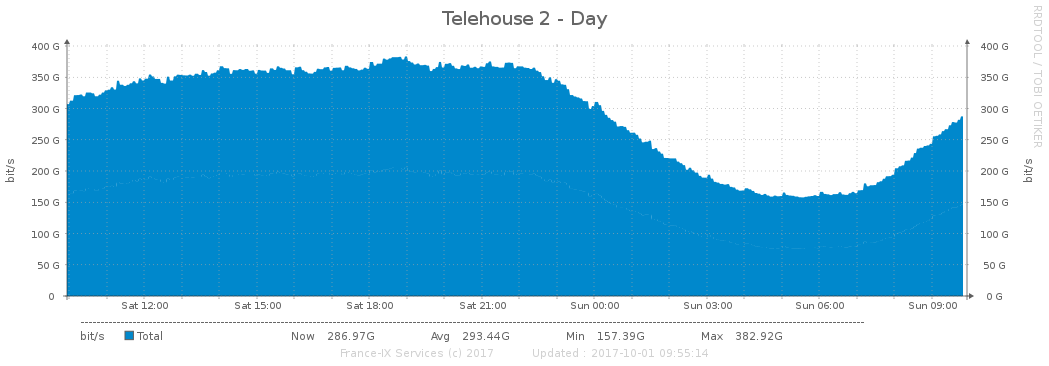 Telehouse 2 - Day
RRDTOOL / TOBI OETIKER
400 G 400 G
350 G 350 G
300 G 300 G
250 G 250 G
200 G 200 G
150 G 150 G
100 G 100 G
50 G 50 G
0 0 G
bit/s bit/s
Sat 12:00 Sat 15:00 Sat 18:00 Sat 21:00 Sun 00:00 Sun 03:00 Sun 06:00 Sun 09:00
bit/s Total Now 286.97G Avg 293.44G Min 157.39G Max 382.92G
France-IX Services (c) 2017 Updated : 2017-10-01 09:55:14